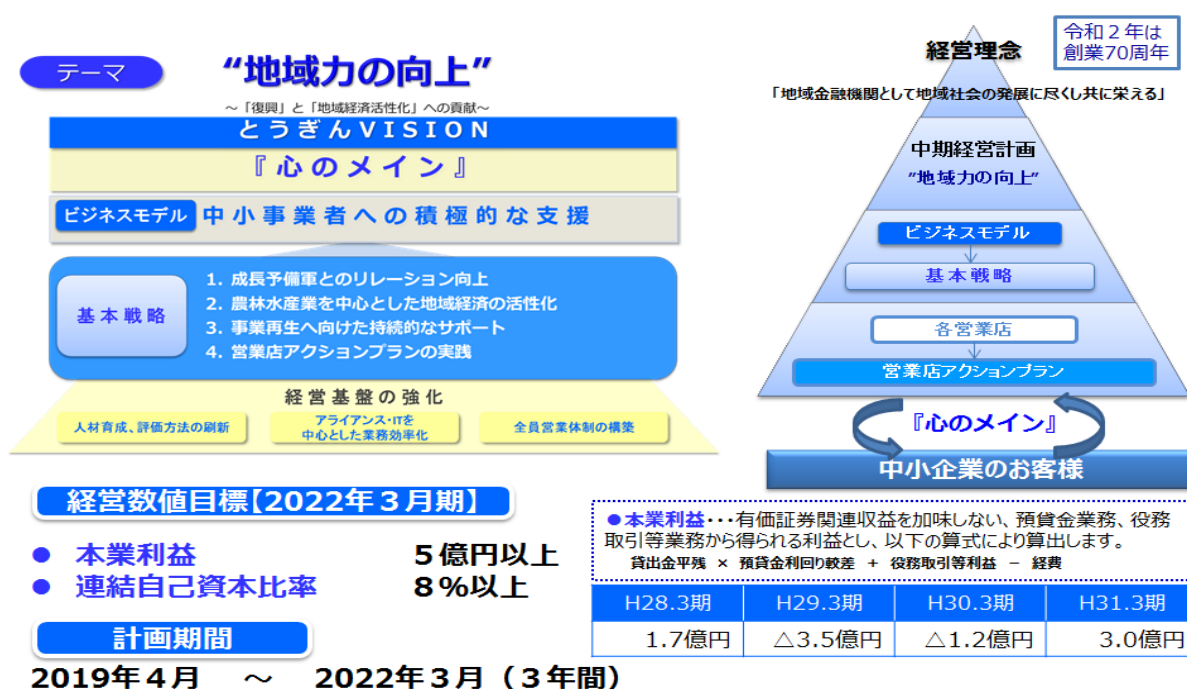 テーマ
“地域力の向上”
～「復興」と「地域経済活性化」への貢献～
とうぎんVISION
『心のメイン』
ビジネスモデル
中小事業者への積極的な支援
基本戦略
1. 成長予備軍とのリレーション向上
2. 農林水産業を中心とした地域経済の活性化
3. 事業再生へ向けた持続的なサポート
4. 営業店アクションプランの実践
経営基盤の強化
人材育成、評価方法の刷新
アライアンス・ITを
中心とした業務効率化
全員営業体制の構築
経営数値目標【2022年３月期】
● 本業利益 ５億円以上
● 連結自己資本比率 ８％以上
計画期間
2019年４月 ～ 2022年３月（３年間）
令和２年は
創業70周年
経営理念
「地域金融機関として地域社会の発展に尽くし共に栄える」
中期経営計画
”地域力の向上”
ビジネスモデル
基本戦略
各営業店
営業店アクションプラン
『心のメイン』
中小企業のお客様
●本業利益･･･有価証券関連収益を加味しない、預貸金業務、役務
取引等業務から得られる利益とし、以下の算式により算出します。
貸出金平残 × 預貸金利回り較差 ＋ 役務取引等利益 － 経費
H28.3期 H29.3期 H30.3期 H31.3期
1.7億円 △3.5億円 △1.2億円 3.0億円